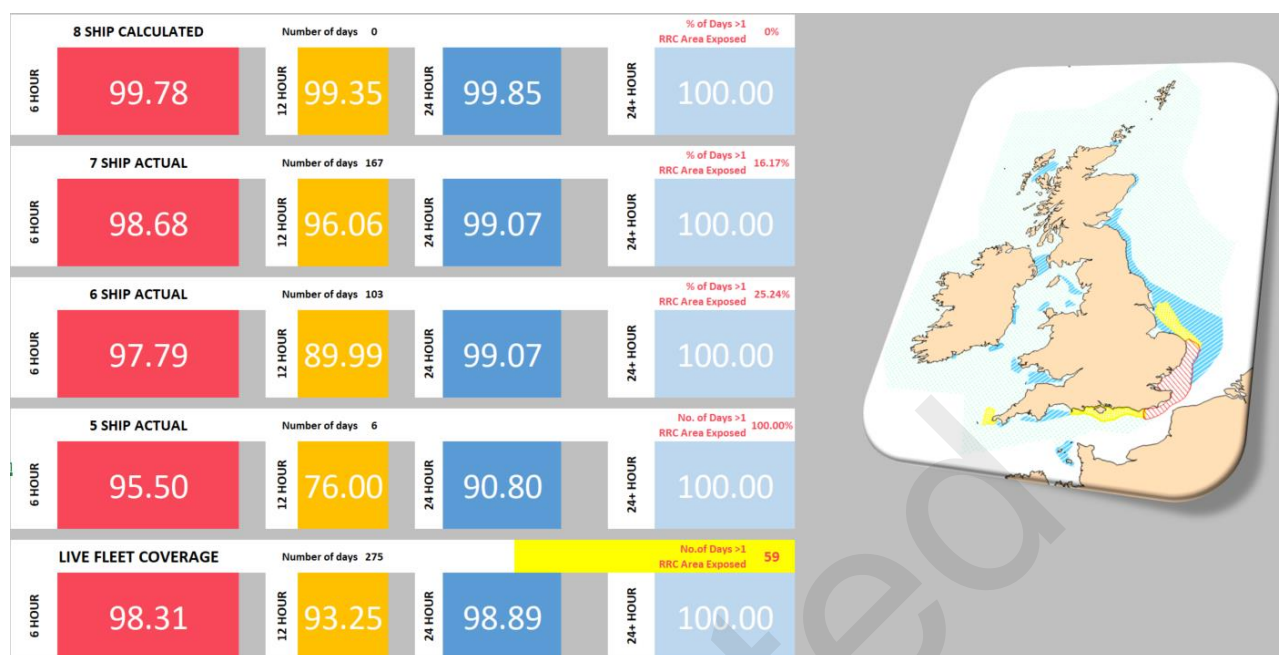 8 SHIP CALCULATED Number of days 0 % of Days >1 RRC Area Exposed 0%
6 HOUR 99.78 12 HOUR 99.35 24 HOUR 99.85 24+ HOUR 100.00
7 SHIP ACTUAL Number of days 167 % of Days >1 RRC Area Exposed 16.17%
6 HOUR 98.68 12 HOUR 96.06 24 HOUR 99.07 24+ HOUR 100.00
6 SHIP ACTUAL Number of days 103 % of Days >1 RRC Area Exposed 25.24%
6 HOUR 97.79 12 HOUR 89.99 24 HOUR 99.07 24+ HOUR 100.00
5 SHIP ACTUAL Number of days 6 No. of Days >1 RRC Area Exposed 100.00%
6 HOUR 95.50 12 HOUR 76.00 24 HOUR 90.80 24+ HOUR 100.00
LIVE FLEET COVERAGE Number of days 275 No.of Days >1 RRC Area Exposed 59
6 HOUR 98.31 12 HOUR 93.25 24 HOUR 98.89 24+ HOUR 100.00
ted